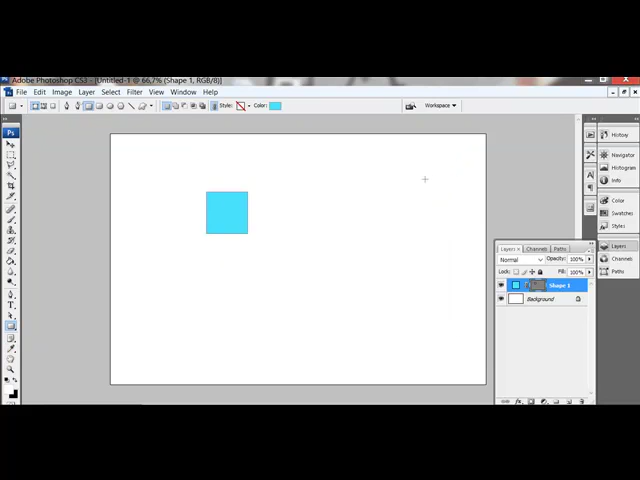 Adobe Photoshop CS3 - [Untitled-1 @ 66,7% (Shape 1, RGB/8)]
File Edit Image Layer Select Filter View Window Help
Style: Color: Workspace
Ps
History
Navigator
Histogram
Info
Color
Swatches
Styles
Layers
Channels
Paths
Layers x Channels Paths
Normal Opacity: 100%
Lock: Fill: 100%
Shape 1
Background